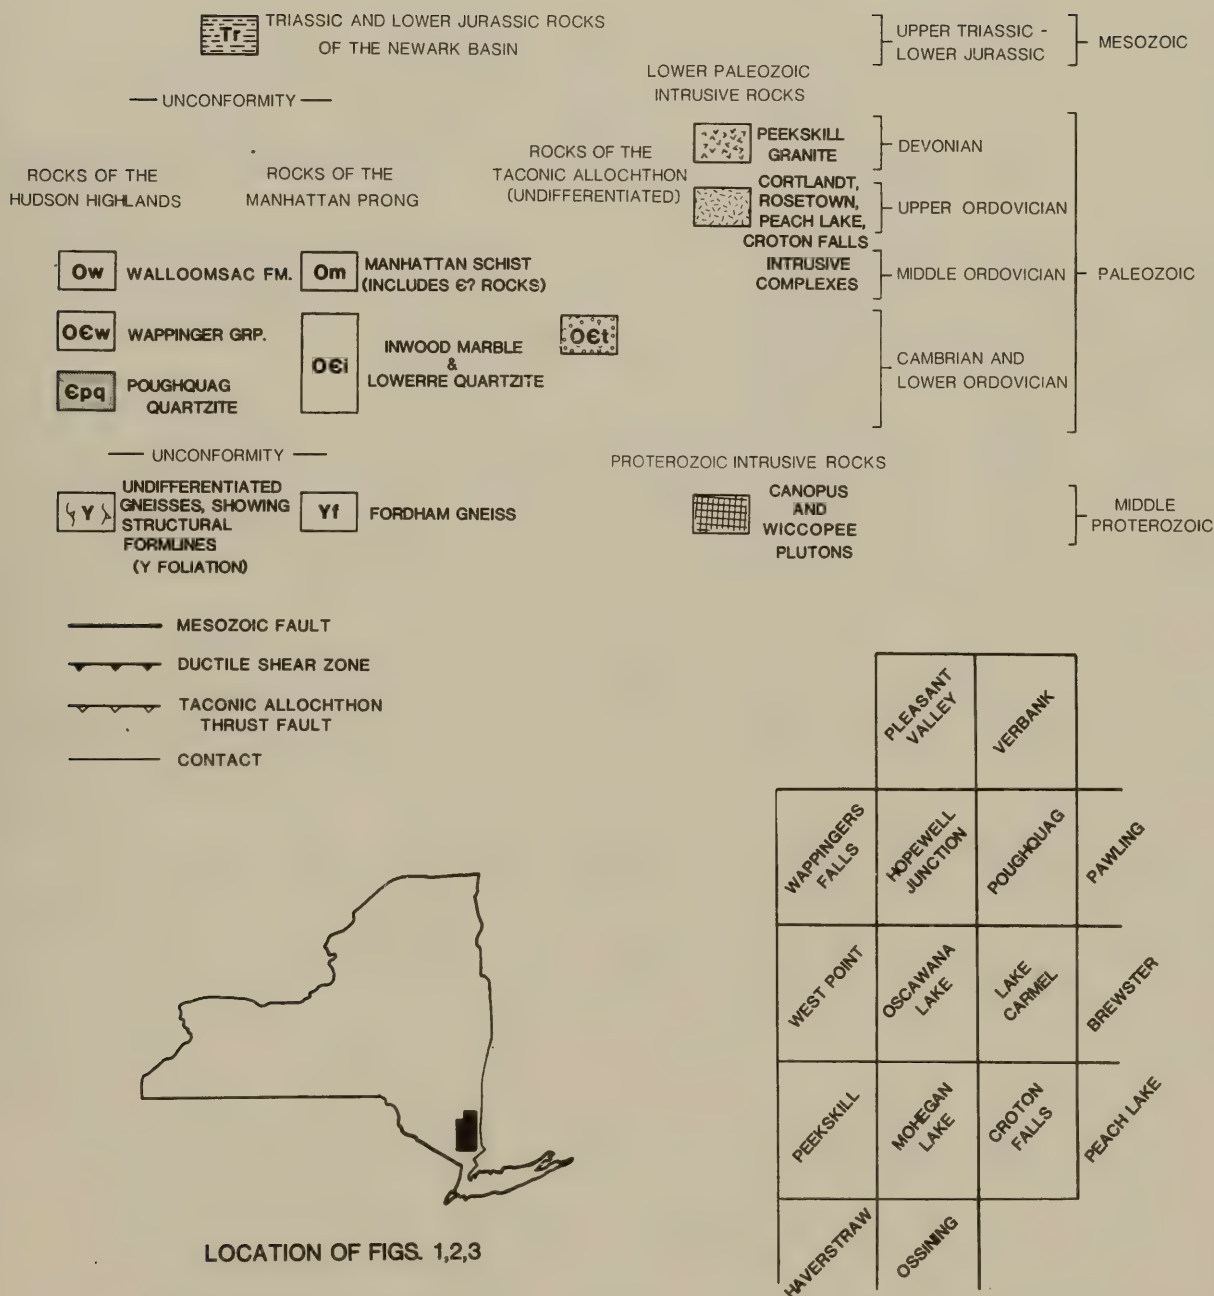 Tr
TRIASSIC AND LOWER JURASSIC ROCKS
OF THE NEWARK BASIN
UPPER TRIASSIC -
LOWER JURASSIC
MESOZOIC
— UNCONFORMITY —
LOWER PALEOZOIC
INTRUSIVE ROCKS
PEEKSKILL
GRANITE
DEVONIAN
ROCKS OF THE
HUDSON HIGHLANDS
ROCKS OF THE
MANHATTAN PRONG
ROCKS OF THE
TACONIC ALLOCHTHON
(UNDIFFERENTIATED)
CORTLANDT,
ROSETOWN,
PEACH LAKE,
CROTON FALLS
INTRUSIVE
COMPLEXES
UPPER ORDOVICIAN
Ow WALLOOMSAC FM.
Om MANHATTAN SCHIST
(INCLUDES Є? ROCKS)
MIDDLE ORDOVICIAN
PALEOZOIC
OЄw WAPPINGER GRP.
OЄi
INWOOD MARBLE
&
LOWERRE QUARTZITE
OЄt
CAMBRIAN AND
LOWER ORDOVICIAN
Єpq POUGHQUAG
QUARTZITE
— UNCONFORMITY —
PROTEROZOIC INTRUSIVE ROCKS
Y
UNDIFFERENTIATED
GNEISSES, SHOWING
STRUCTURAL
FORMLINES
(Y FOLIATION)
Yf FORDHAM GNEISS
CANOPUS
AND
WICCOPEE
PLUTONS
MIDDLE
PROTEROZOIC
MESOZOIC FAULT
DUCTILE SHEAR ZONE
TACONIC ALLOCHTHON
THRUST FAULT
CONTACT
PLEASANT
VALLEY
VERBANK
WAPPINGERS
FALLS
HOPEWELL
JUNCTION
POUGHQUAG
PAWLING
WEST POINT
OSCAWANA
LAKE
LAKE
CARMEL
BREWSTER
PEEKSKILL
MOHEGAN
LAKE
CROTON
FALLS
PEACH LAKE
HAVERSTRAW
OSSINING
LOCATION OF FIGS. 1,2,3